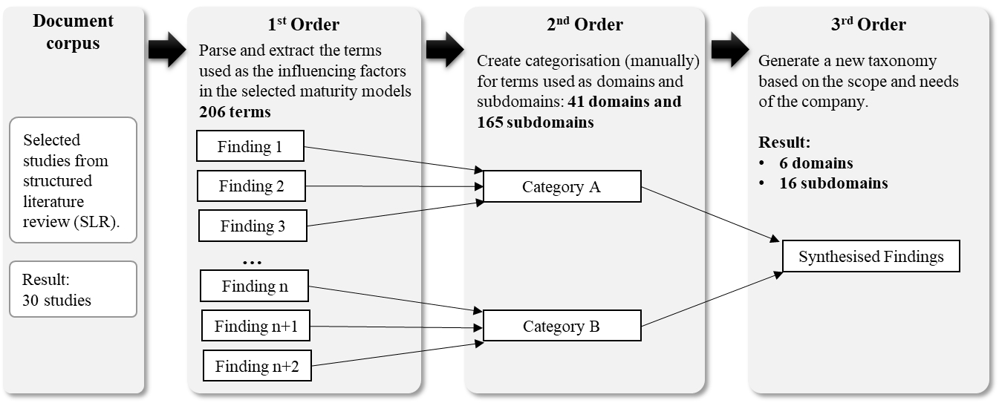 Document
corpus
Selected
studies from
structured
literature
review (SLR).
Result:
30 studies
1st Order
Parse and extract the terms
used as the influencing factors
in the selected maturity models
206 terms
Finding 1
Finding 2
Finding 3
...
Finding n
Finding n+1
Finding n+2
2nd Order
Create categorisation (manually)
for terms used as domains and
subdomains: 41 domains and
165 subdomains
Category A
Category B
3rd Order
Generate a new taxonomy
based on the scope and needs
of the company.
Result:
• 6 domains
• 16 subdomains
Synthesised Findings